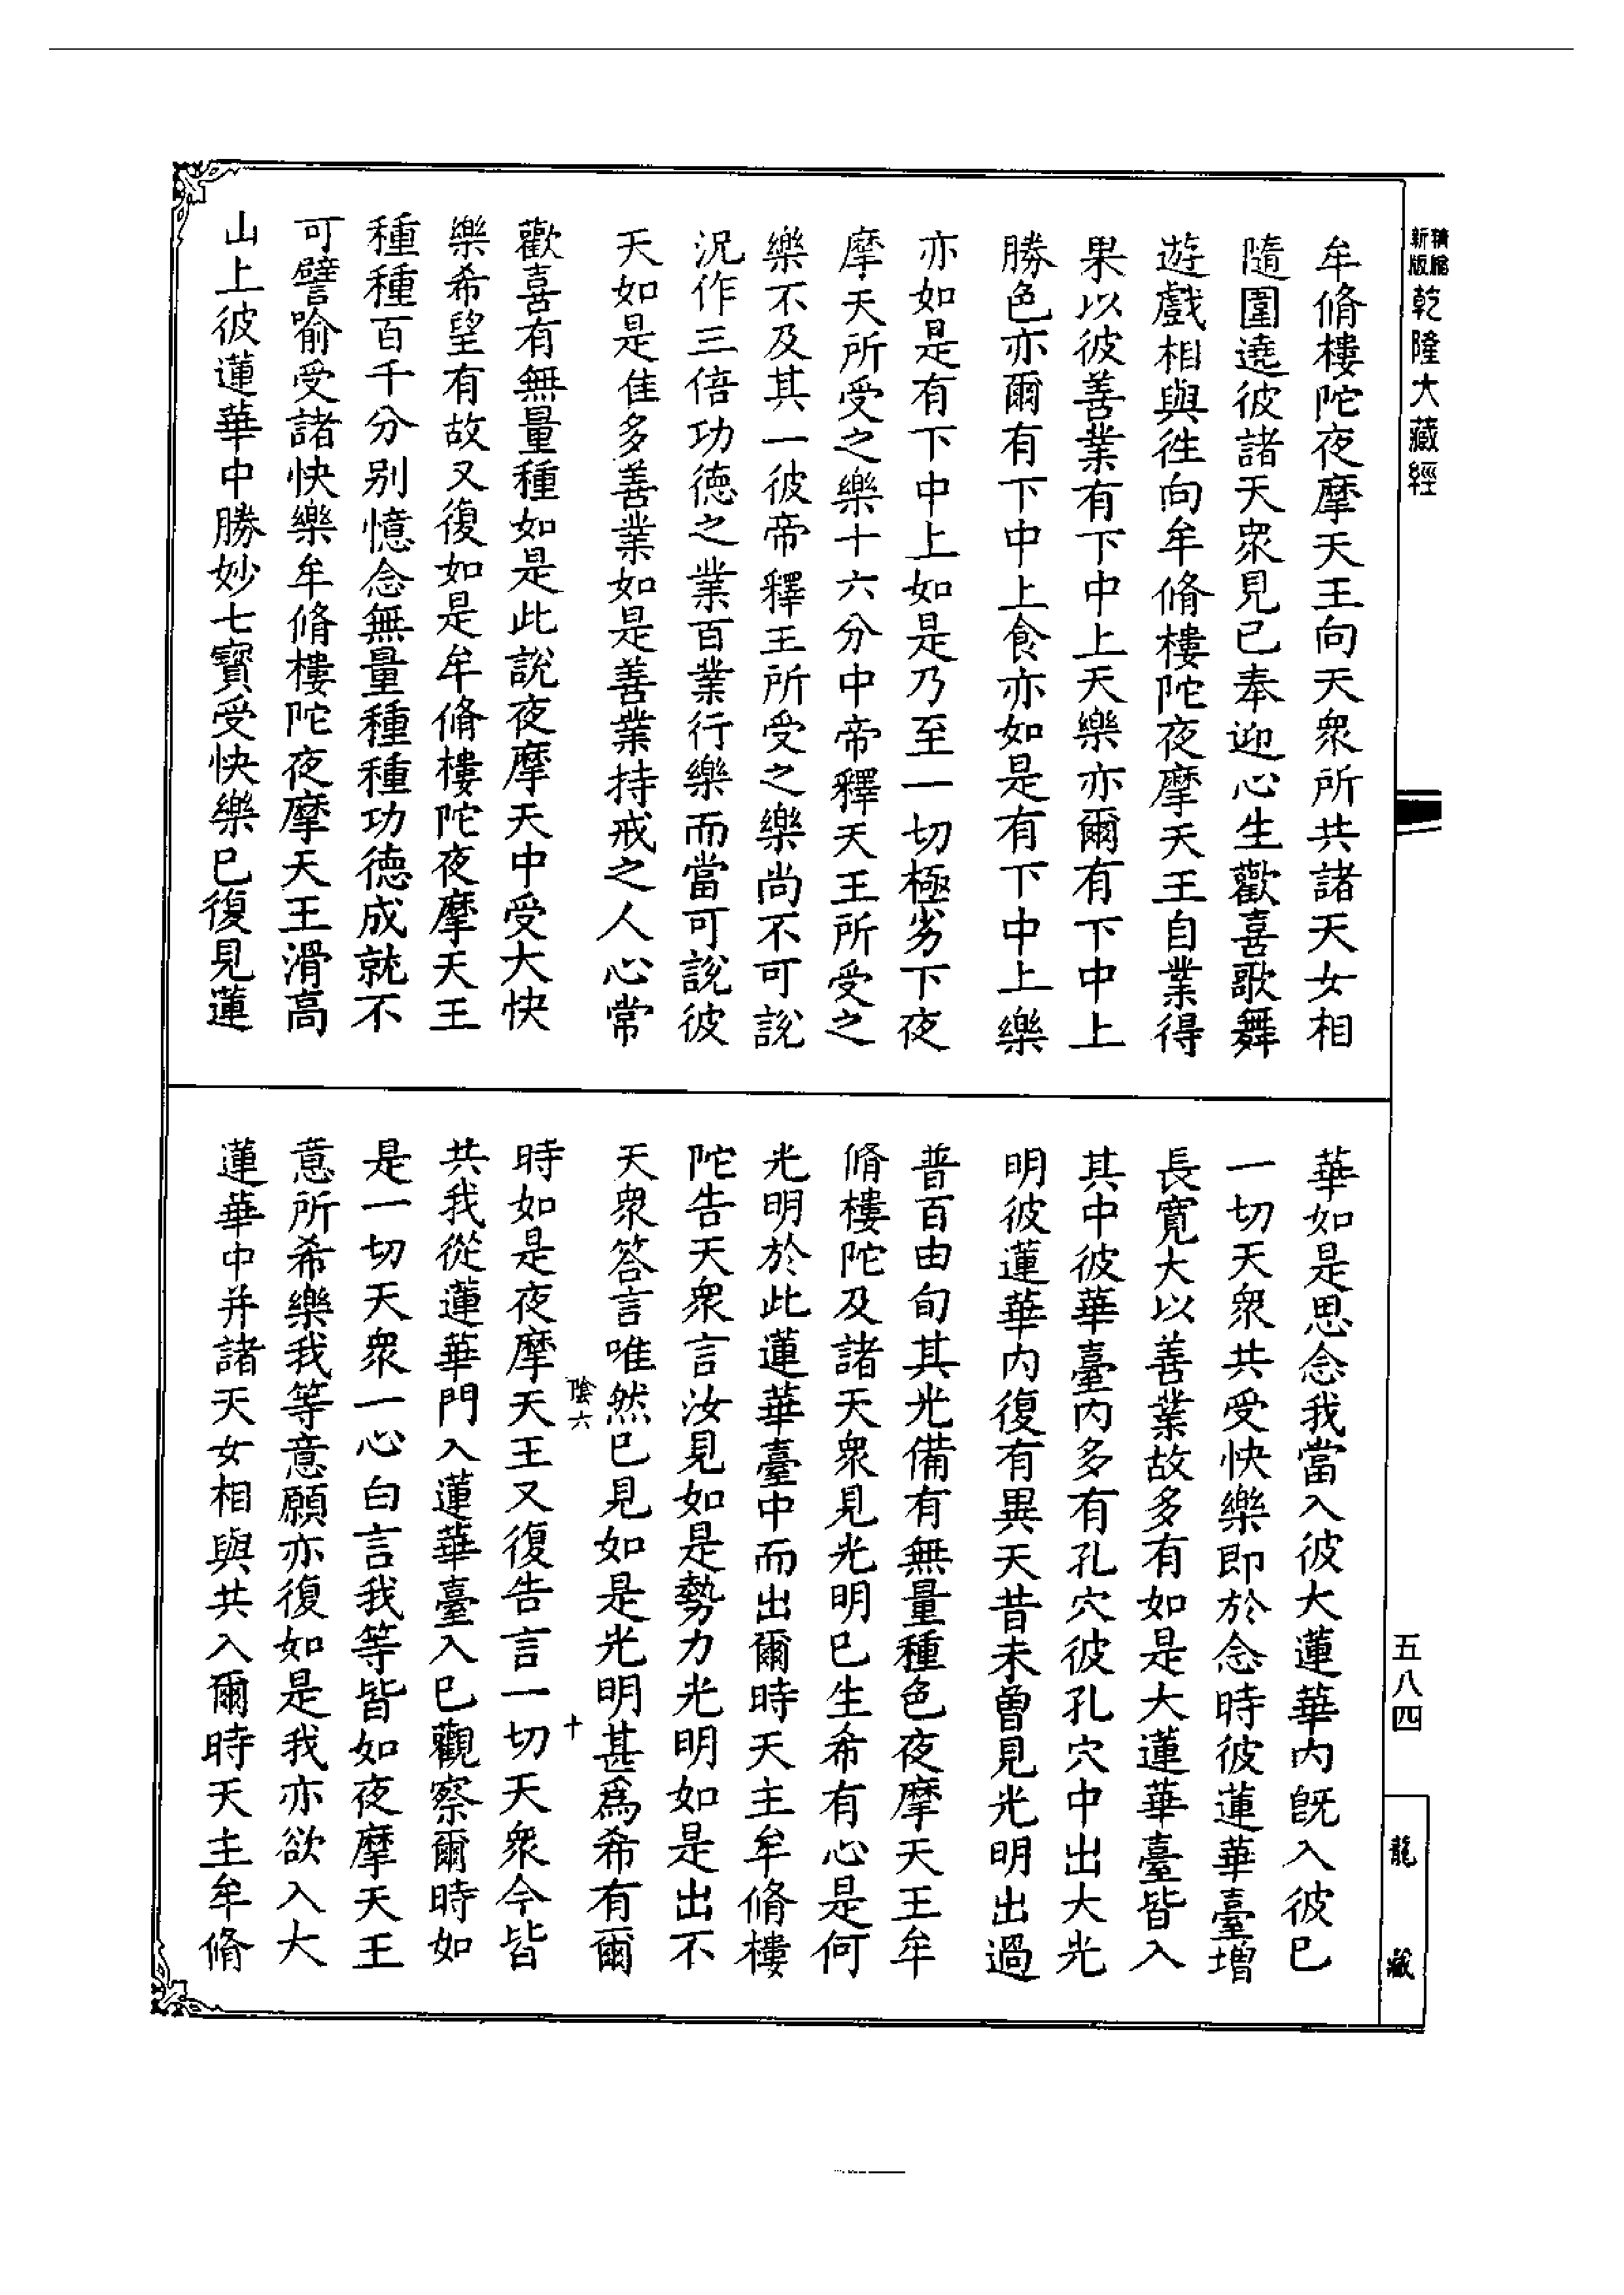 精縮新版乾隆大藏經
牟脩樓陀夜摩天王向天衆所共諸天女相
隨圍遶彼諸天衆見已奉迎心生歡喜歌舞
遊戲相與徃向牟脩樓陀夜摩天王自業得
果以彼善業有下中上天樂亦爾有下中上
勝色亦爾有下中上食亦如是有下中上樂
亦如是有下中上如是乃至一切極劣下夜
摩天所受之樂十六分中帝釋天王所受之
樂不及其一彼帝釋王所受之樂尚不可說
況作三倍功德之業百業行樂而當可說彼
天如是隹多善業如是善業持戒之人心常
歡喜有無量種如是此說夜摩天中受大快
樂希望有故又復如是牟脩樓陀夜摩天王
種種百千分別憶念無量種種功德成就不
可譬喻受諸快樂牟脩樓陀夜摩天王滑高
山上彼蓮華中勝妙七寶受快樂已復見蓮
華如是思念我當入彼大蓮華内既入彼已
一切天衆共受快樂即於念時彼蓮華臺增
長寬大以善業故多有如是大蓮華臺皆入
其中彼華臺内多有孔穴彼孔穴中出大光
明彼蓮華内復有異天昔未曾見光明出過
普百由旬其光備有無量種色夜摩天王牟
脩樓陀及諸天衆見光明已生希有心是何
光明於此蓮華臺中而出爾時天主牟脩樓
陀告天衆言汝見如是勢力光明如是出不
天衆答言唯然已見如是光明甚爲希有爾
陰六 十
時如是夜摩天王又復告言一切天衆今皆
共我從蓮華門入蓮華臺入已觀察爾時如
是一切天衆一心白言我等皆如夜摩天王
意所希樂我等意願亦復如是我亦欲入大
蓮華中并諸天女相與共入爾時天主牟脩
五八四
龍藏